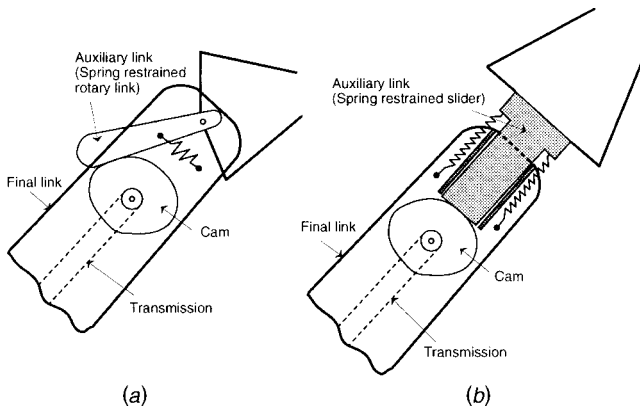 Auxiliary link
(Spring restrained
rotary link)
Final link
Cam
Transmission
(a)
Auxiliary link
(Spring restrained slider)
Final link
Cam
Transmission
(b)